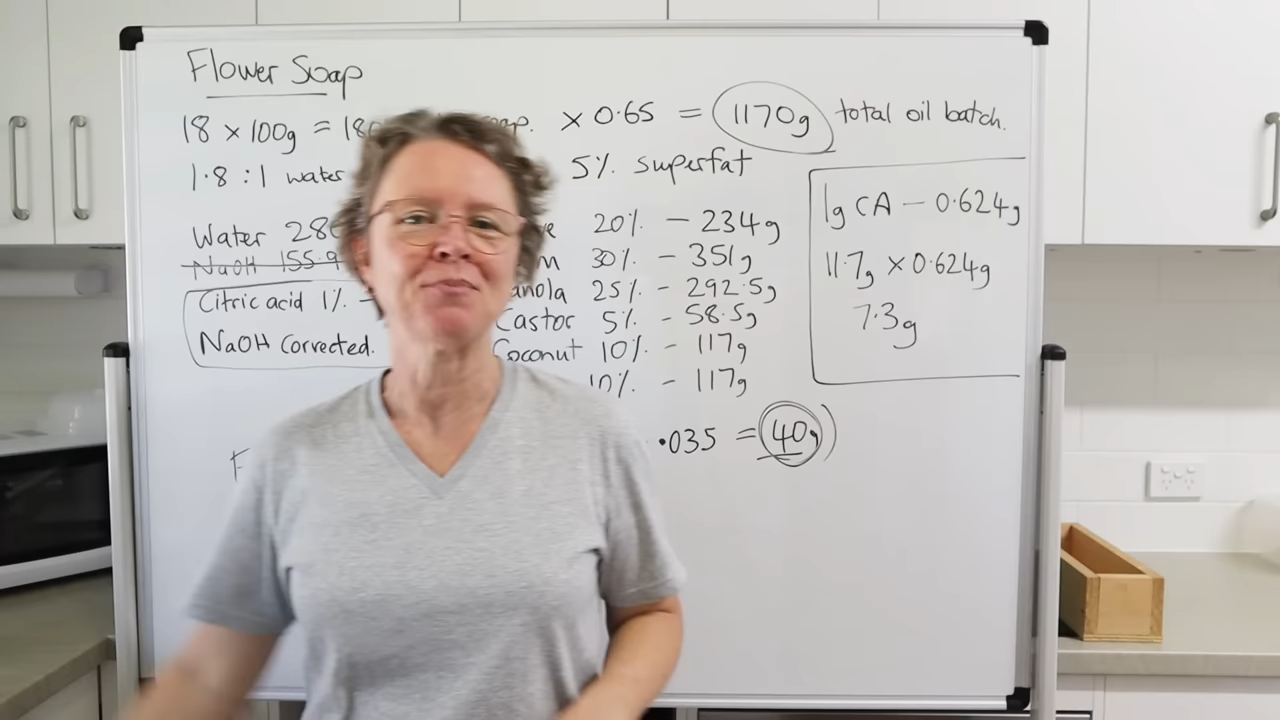 Flower Soap
18 x 100g = 180 × 0.65 = 1170g total oil batch.
1.8 : 1 water 5% superfat
Water 28 20% - 234g
NaOH 155.9 30% - 351g
Citric acid 1% - 25% - 292.5g
Castor 5% - 58.5g
NaOH Corrected. Coconut 10% - 117g
10% - 117g
.035 = 40g)
1g CA - 0.624g
11.7g × 0.624g
7.3g